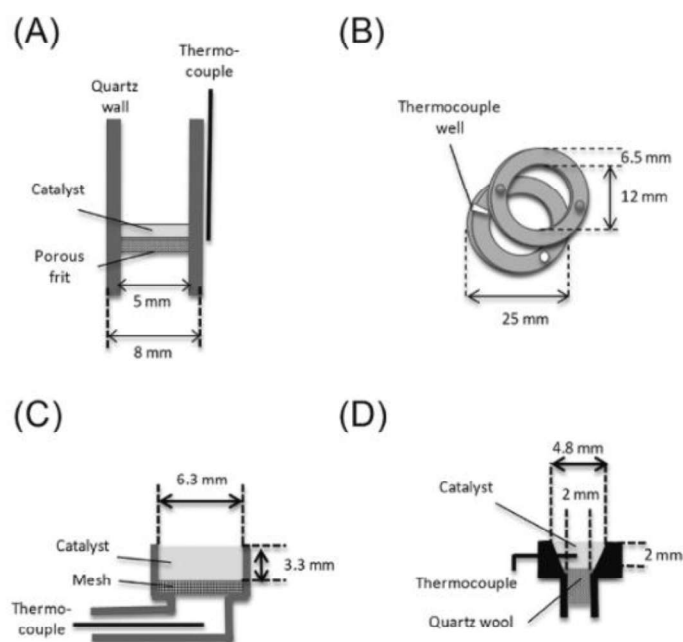 (A)
Thermo-
couple
Quartz
wall
Catalyst
Porous
frit
5 mm
8 mm
(B)
Thermocouple
well
6.5 mm
12 mm
25 mm
(C)
6.3 mm
Catalyst
Mesh
3.3 mm
Thermo-
couple
(D)
4.8 mm
Catalyst
2 mm
2 mm
Thermocouple
Quartz wool